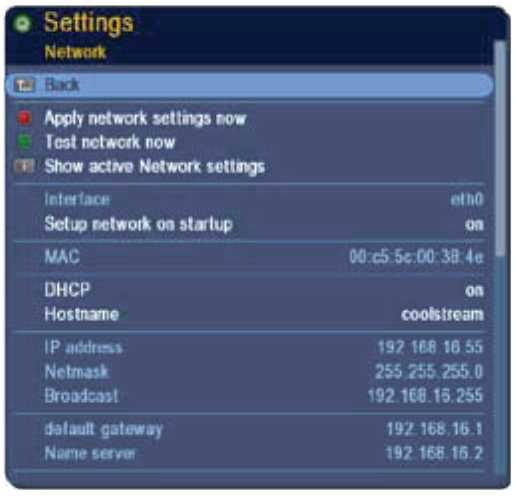 Settings
Network
Back
Apply network settings now
Test network now
Show active Network settings
Interface eth0
Setup network on startup on
MAC 00:c5:5c:00:38:4e
DHCP on
Hostname coolstream
IP address 192.168.16.55
Netmask 255.255.255.0
Broadcast 192.168.16.255
default gateway 192.168.16.1
Name server 192.168.16.2